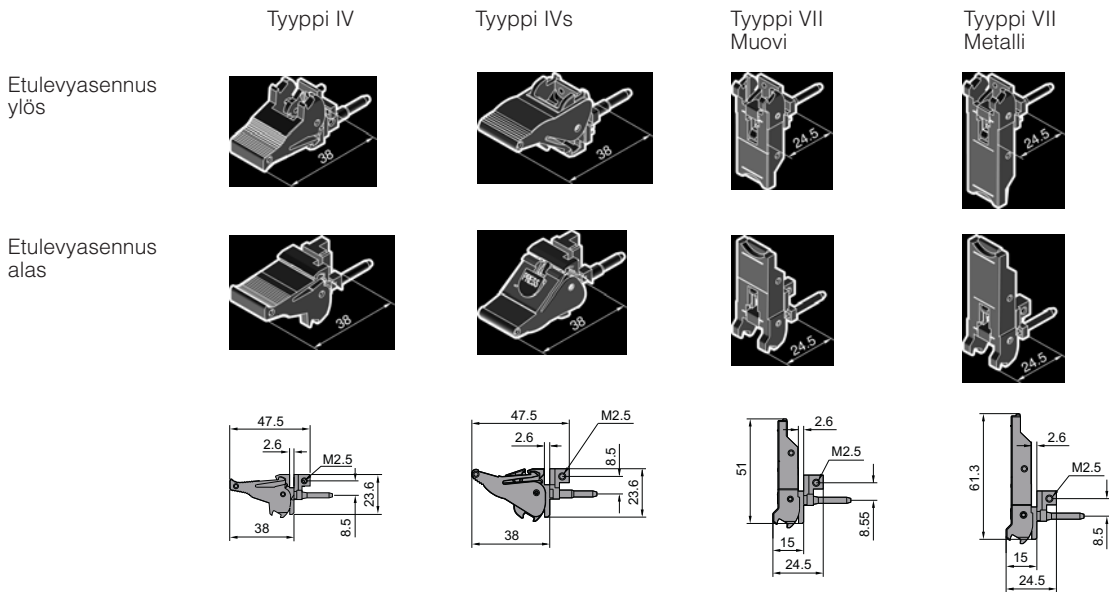 Tyyppi IV
Tyyppi IVs
Tyyppi VII
Muovi
Tyyppi VII
Metalli
Etulevyasennus
ylös
38
38
24.5
24.5
Etulevyasennus
alas
38
PRESS
38
24.5
24.5
47.5
2.6
M2.5
23.6
38
8.5
47.5
M2.5
2.6
8.5
23.6
38
2.6
51
M2.5
8.55
15
24.5
2.6
61.3
M2.5
8.5
15
24.5